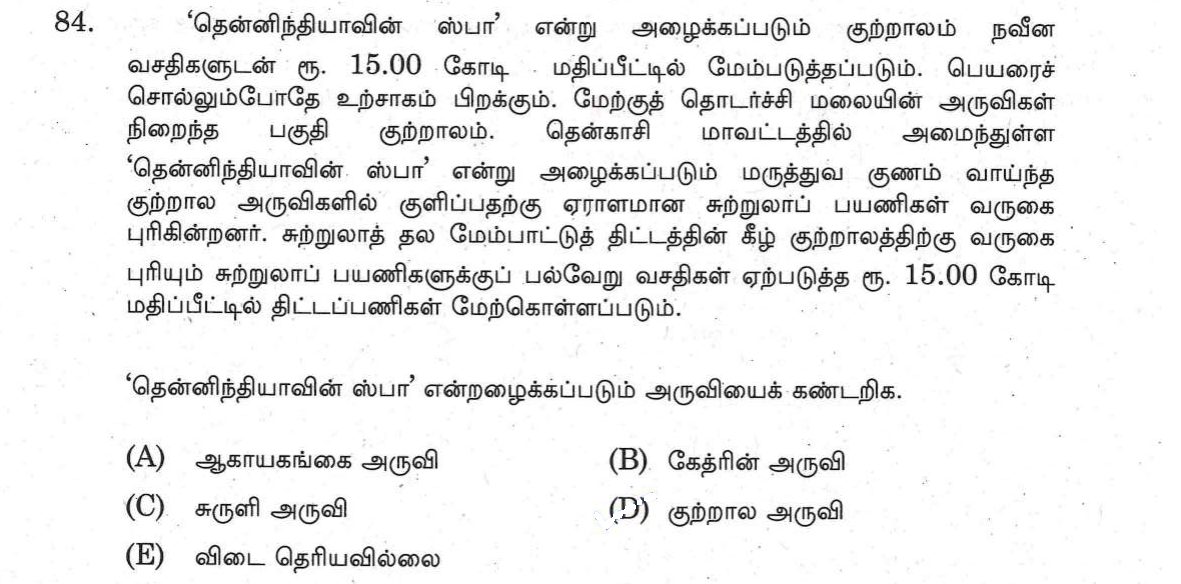 84. ‘தென்னிந்தியாவின் ஸ்பா’ என்று அழைக்கப்படும் குற்றாலம் நவீன
வசதிகளுடன் ரூ. 15.00 கோடி மதிப்பீட்டில் மேம்படுத்தப்படும். பெயரைச்
சொல்லும்போதே உற்சாகம் பிறக்கும். மேற்குத் தொடர்ச்சி மலையின் அருவிகள்
நிறைந்த பகுதி குற்றாலம். தென்காசி மாவட்டத்தில் அமைந்துள்ள
‘தென்னிந்தியாவின் ஸ்பா’ என்று அழைக்கப்படும் மருத்துவ குணம் வாய்ந்த
குற்றால அருவிகளில் குளிப்பதற்கு ஏராளமான சுற்றுலாப் பயணிகள் வருகை
புரிகின்றனர். சுற்றுலாத் தல மேம்பாட்டுத் திட்டத்தின் கீழ் குற்றாலத்திற்கு வருகை
புரியும் சுற்றுலாப் பயணிகளுக்குப் பல்வேறு வசதிகள் ஏற்படுத்த ரூ. 15.00 கோடி
மதிப்பீட்டில் திட்டப்பணிகள் மேற்கொள்ளப்படும்.
‘தென்னிந்தியாவின் ஸ்பா’ என்றழைக்கப்படும் அருவியைக் கண்டறிக.
(A) ஆகாயகங்கை அருவி (B) கேத்ரின் அருவி
(C) சுருளி அருவி (D) குற்றால அருவி
(E) விடை தெரியவில்லை